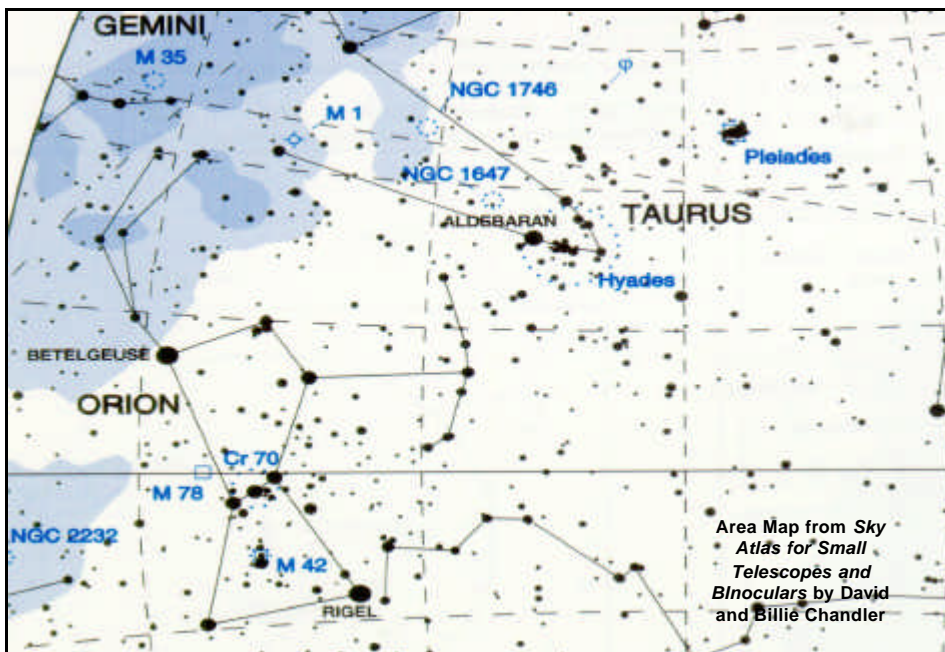 GEMINI
M 35
NGC 1746
φ
M 1
Pleiades
NGC 1647
ALDEBARAN
TAURUS
Hyades
BETELGEUSE
ORION
Cr 70
M 78
NGC 2232
M 42
RIGEL
Area Map from Sky
Atlas for Small
Telescopes and
BInoculars by David
and Billie Chandler